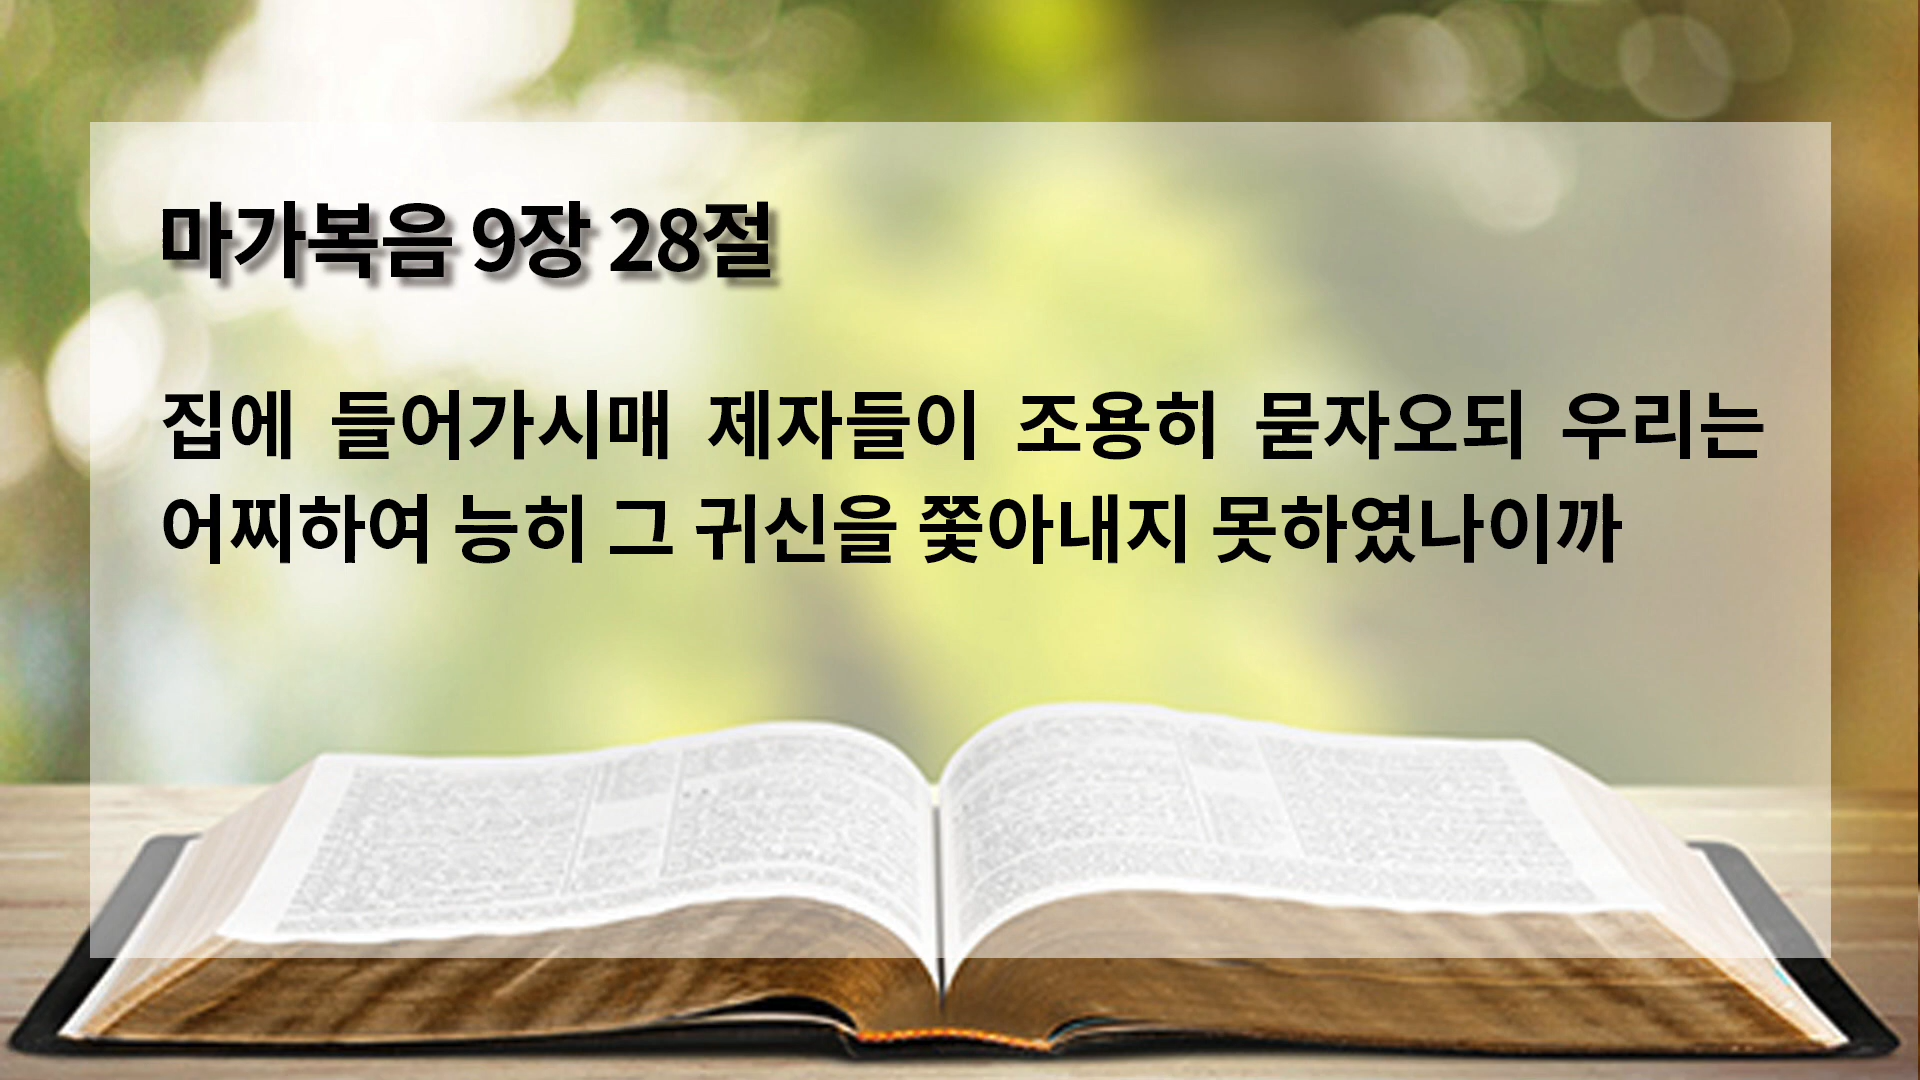 마가복음 9장 28절
집에 들어가시매 제자들이 조용히 묻자오되 우리는
어찌하여 능히 그 귀신을 쫓아내지 못하였나이까